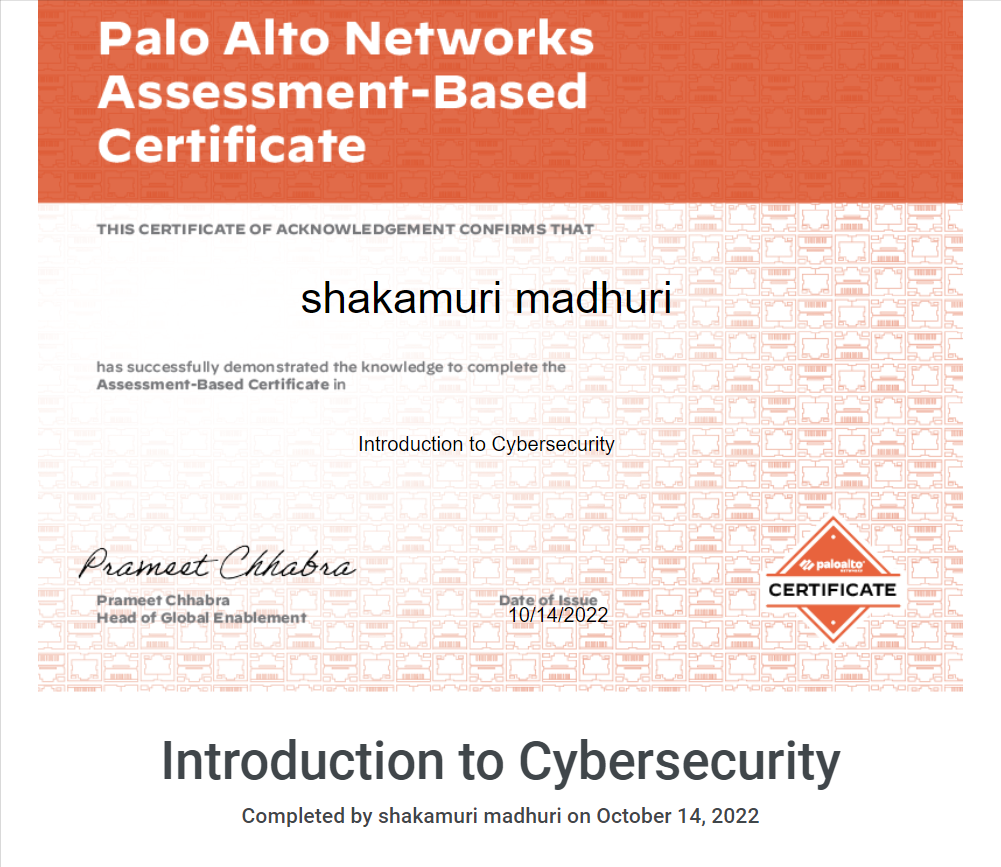 Palo Alto Networks
Assessment-Based
Certificate
THIS CERTIFICATE OF ACKNOWLEDGEMENT CONFIRMS THAT
shakamuri madhuri
has successfully demonstrated the knowledge to complete the
Assessment-Based Certificate in
Introduction to Cybersecurity
Prameet Chhabra
Prameet Chhabra
Head of Global Enablement
Date of Issue
10/14/2022
paloalto
NETWORKS
CERTIFICATE
Introduction to Cybersecurity
Completed by shakamuri madhuri on October 14, 2022